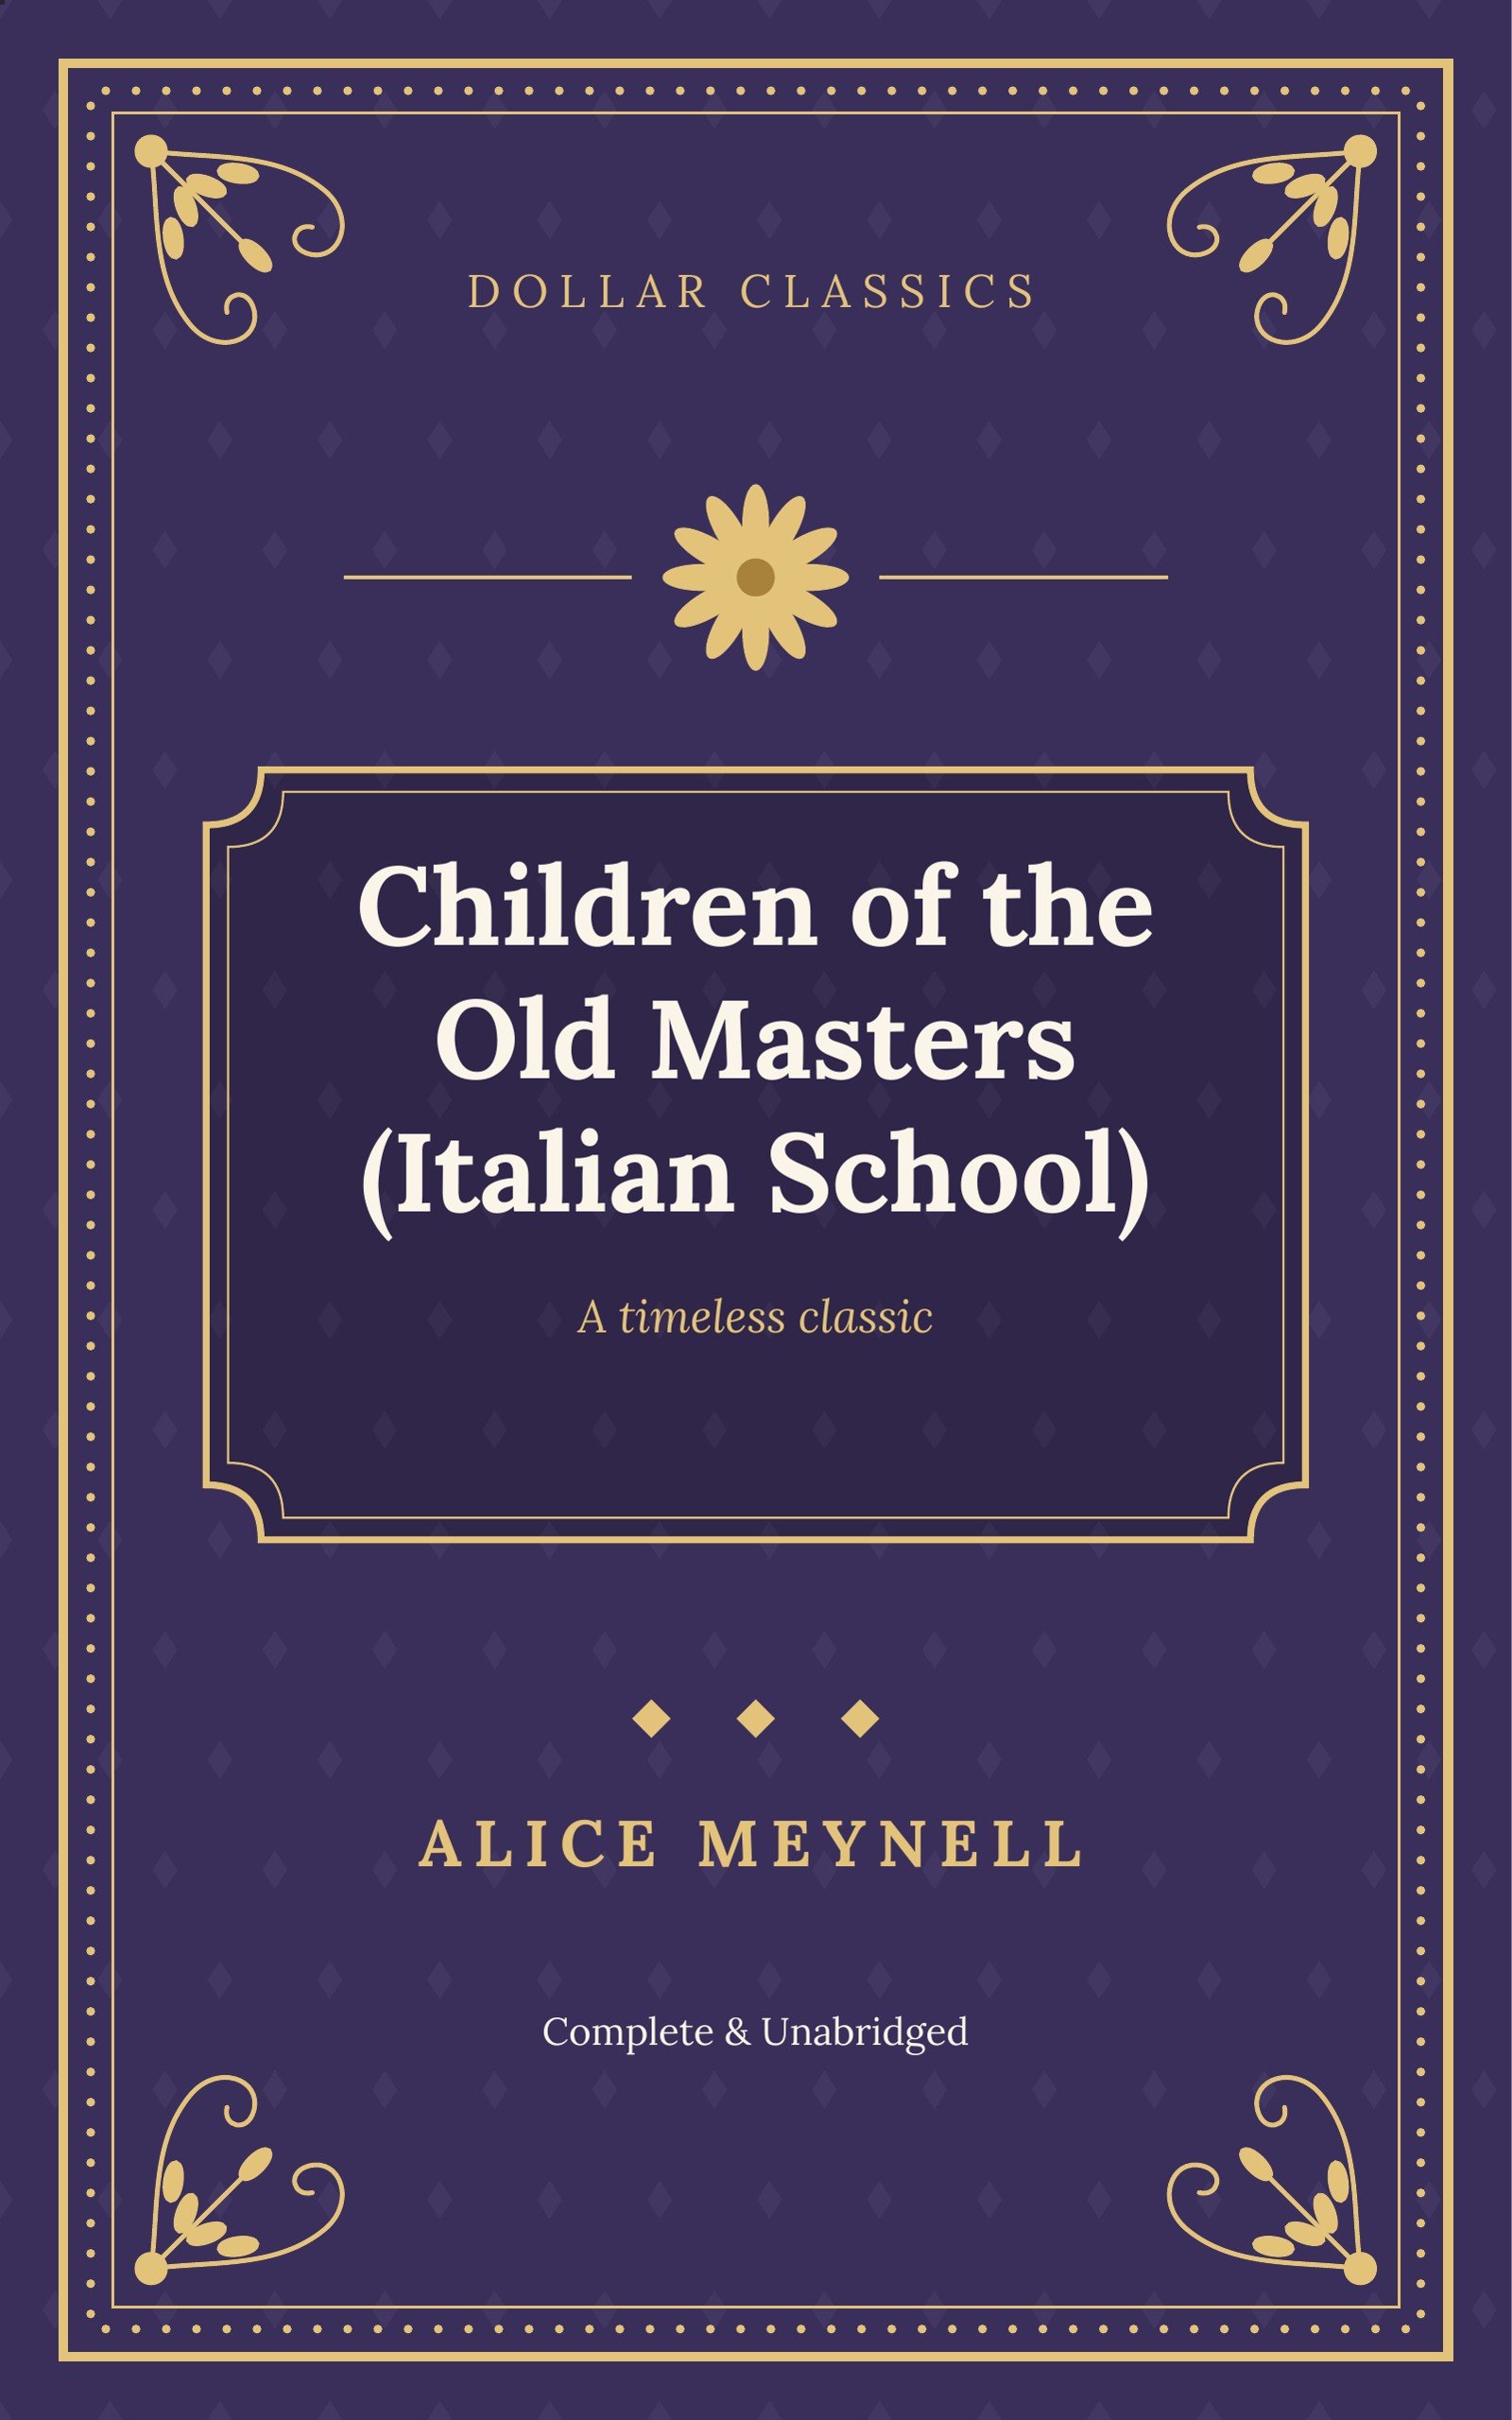 DOLLAR CLASSICS
Children of the
Old Masters
(Italian School)
A timeless classic
ALICE MEYNELL
Complete & Unabridged